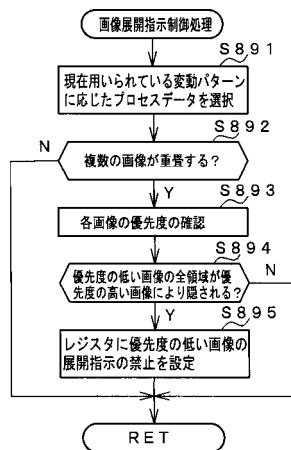 画像展開指示制御処理
S891
現在用いられている変動パターン
に応じたプロセスデータを選択
S892
N
複数の画像が重畳する?
Y
S893
各画像の優先度の確認
S894
優先度の低い画像の全領域が優
先度の高い画像により隠される?
N
Y
S895
レジスタに優先度の低い画像の
展開指示の禁止を設定
RET